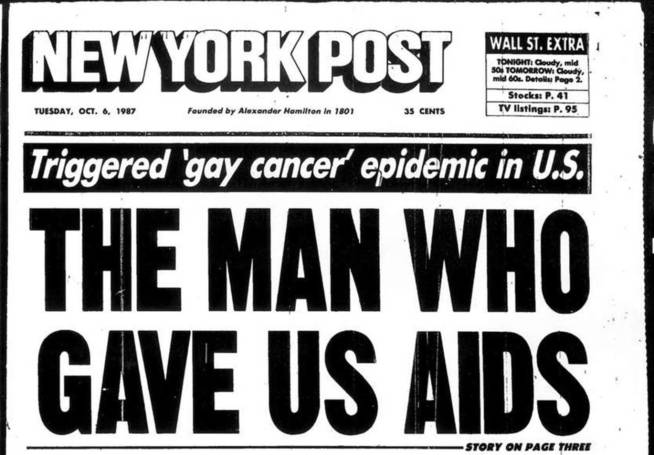 NEW YORK POST
WALL ST. EXTRA
TONIGHT: Cloudy, mid
50s TOMORROW: Cloudy,
mid 60s. Details: Page 2.
Stocks: P. 41
TV listings: P. 95
TUESDAY, OCT. 6, 1987 Founded by Alexander Hamilton in 1801 35 CENTS
Triggered 'gay cancer' epidemic in U.S.
THE MAN WHO
GAVE US AIDS
STORY ON PAGE THREE